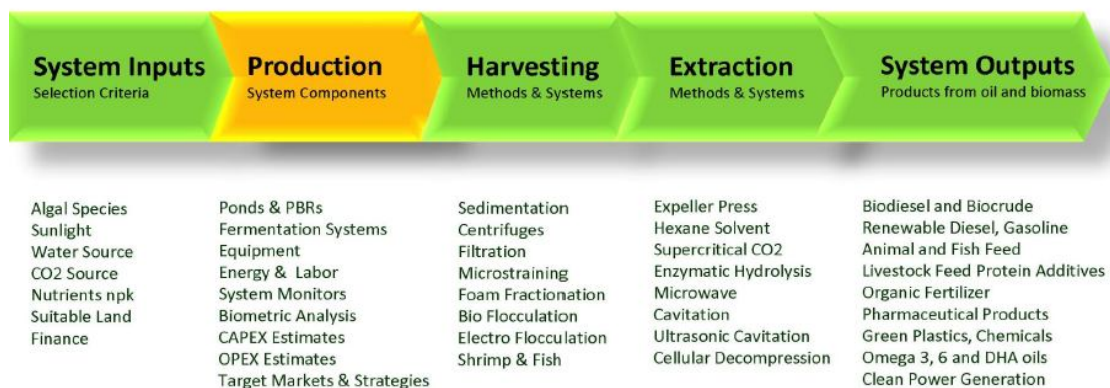 System Inputs
Selection Criteria
Production
System Components
Harvesting
Methods & Systems
Extraction
Methods & Systems
System Outputs
Products from oil and biomass
Algal Species
Sunlight
Water Source
CO2 Source
Nutrients npk
Suitable Land
Finance
Ponds & PBRs
Fermentation Systems
Equipment
Energy & Labor
System Monitors
Biometric Analysis
CAPEX Estimates
OPEX Estimates
Target Markets & Strategies
Sedimentation
Centrifuges
Filtration
Microstraining
Foam Fractionation
Bio Flocculation
Electro Flocculation
Shrimp & Fish
Expeller Press
Hexane Solvent
Supercritical CO2
Enzymatic Hydrolysis
Microwave
Cavitation
Ultrasonic Cavitation
Cellular Decompression
Biodiesel and Biocrude
Renewable Diesel, Gasoline
Animal and Fish Feed
Livestock Feed Protein Additives
Organic Fertilizer
Pharmaceutical Products
Green Plastics, Chemicals
Omega 3, 6 and DHA oils
Clean Power Generation